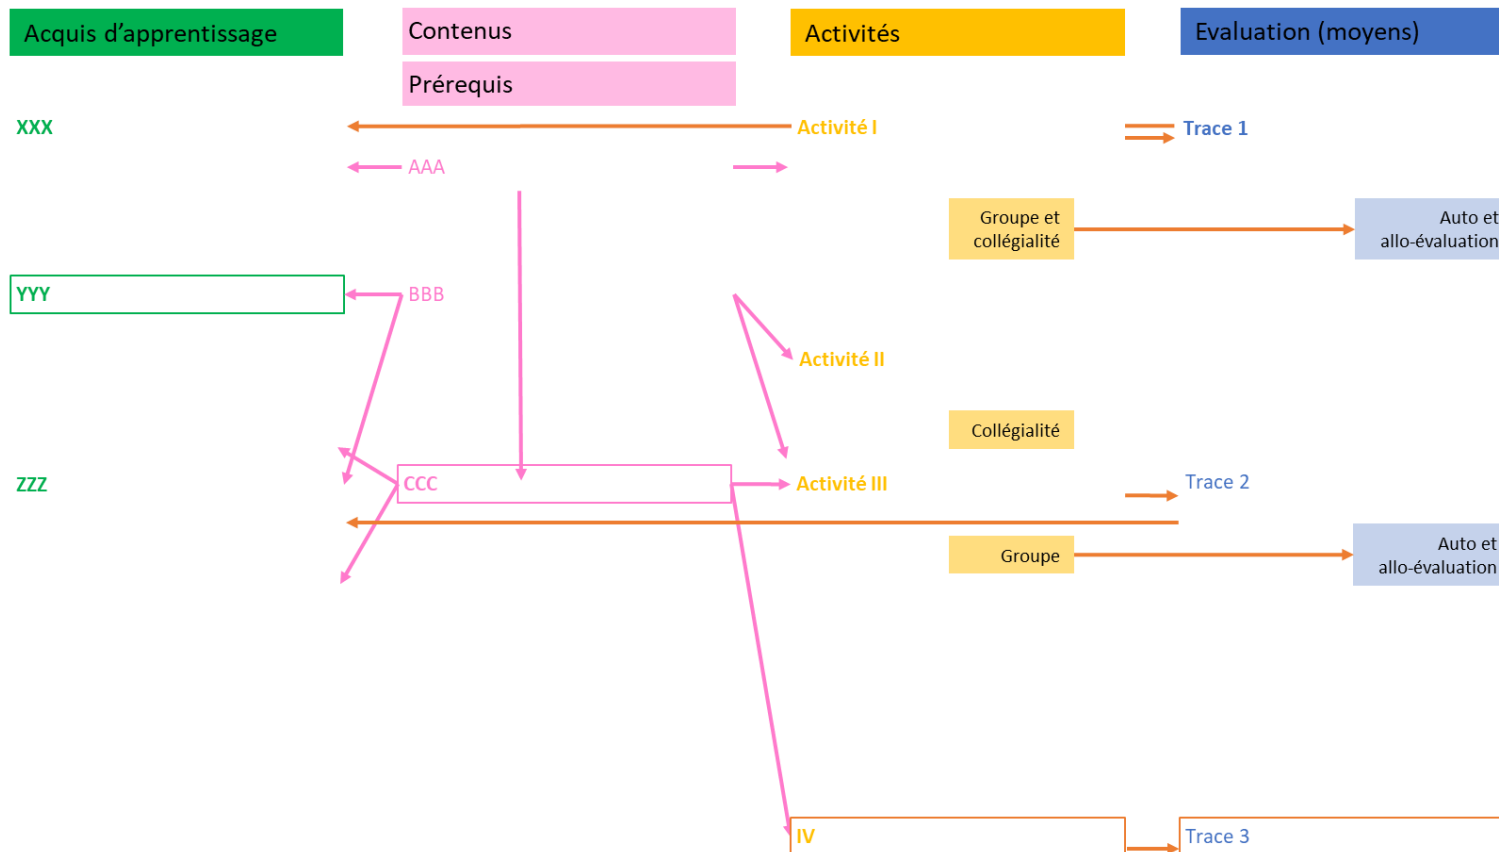 Acquis d'apprentissage
Contenus
Activités
Evaluation (moyens)
Prérequis
XXX
Activité I
Trace 1
AAA
Groupe et
collégialité
Auto et
allo-évaluation
YYY
BBB
Activité II
Collégialité
ZZZ
CCC
Activité III
Trace 2
Groupe
Auto et
allo-évaluation
IV
Trace 3